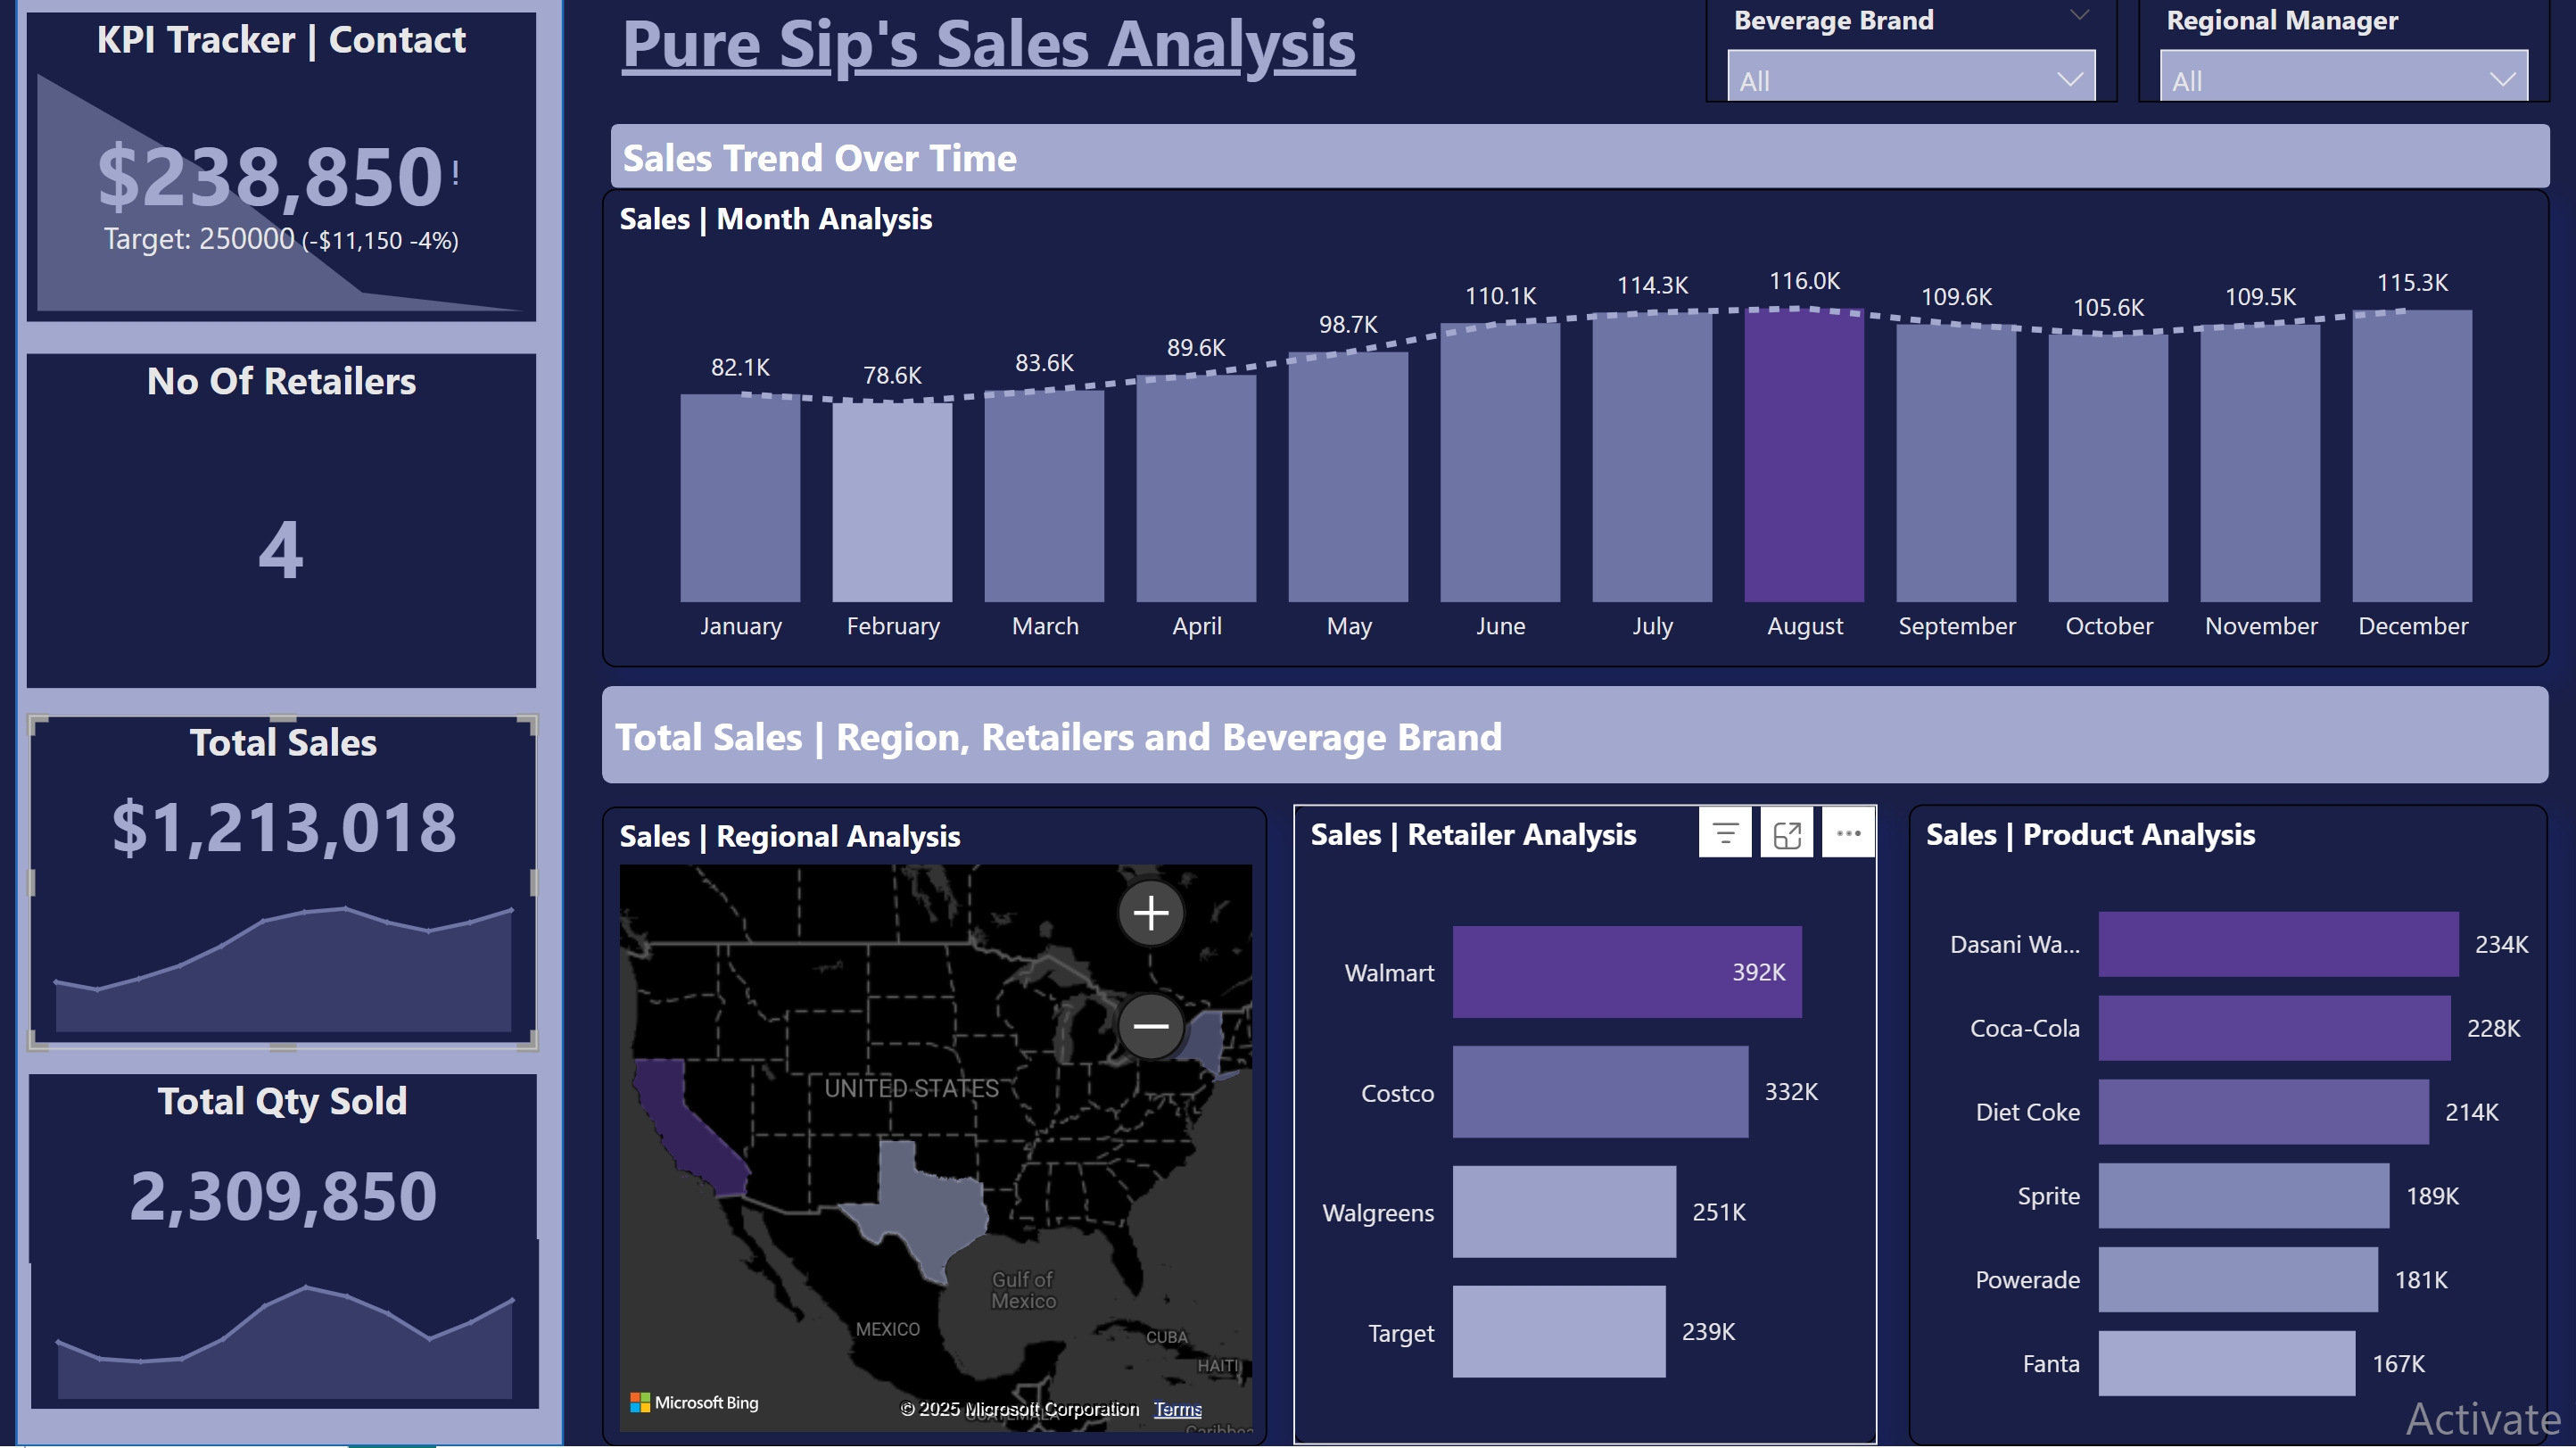 KPI Tracker | Contact
$238,850!
Target: 250000 (-$11,150 -4%)
No Of Retailers
4
Total Sales
$1,213,018
Total Qty Sold
2,309,850
Pure Sip's Sales Analysis
Beverage Brand
All
Regional Manager
All
Sales Trend Over Time
Sales | Month Analysis
82.1K 78.6K 83.6K 89.6K 98.7K 110.1K 114.3K 116.0K 109.6K 105.6K 109.5K 115.3K
January February March April May June July August September October November December
Total Sales | Region, Retailers and Beverage Brand
Sales | Regional Analysis
UNITED STATES
Gulf of
Mexico
MEXICO
CUBA
HAITI
Microsoft Bing
© 2025 Microsoft Corporation Terms
GUATEMALA
Sales | Retailer Analysis
Walmart 392K
Costco 332K
Walgreens 251K
Target 239K
Sales | Product Analysis
Dasani Wa... 234K
Coca-Cola 228K
Diet Coke 214K
Sprite 189K
Powerade 181K
Fanta 167K
Activate